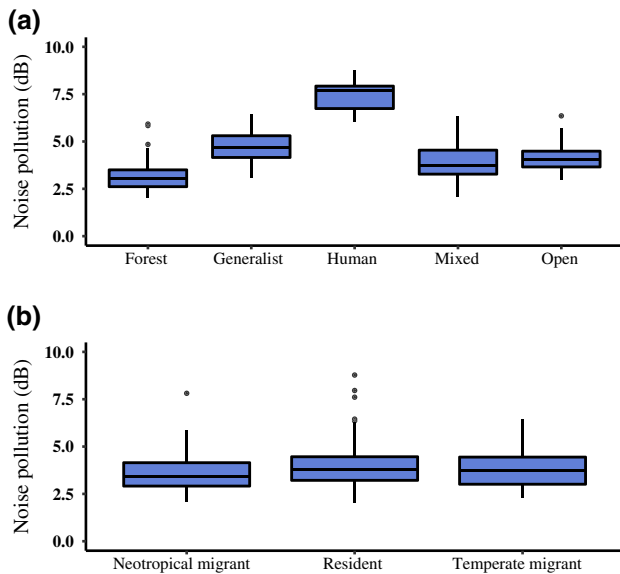 (a)
Noise pollution (dB)
10.0
7.5
5.0
2.5
0.0
Forest Generalist Human Mixed Open
(b)
Noise pollution (dB)
10.0
7.5
5.0
2.5
0.0
Neotropical migrant Resident Temperate migrant